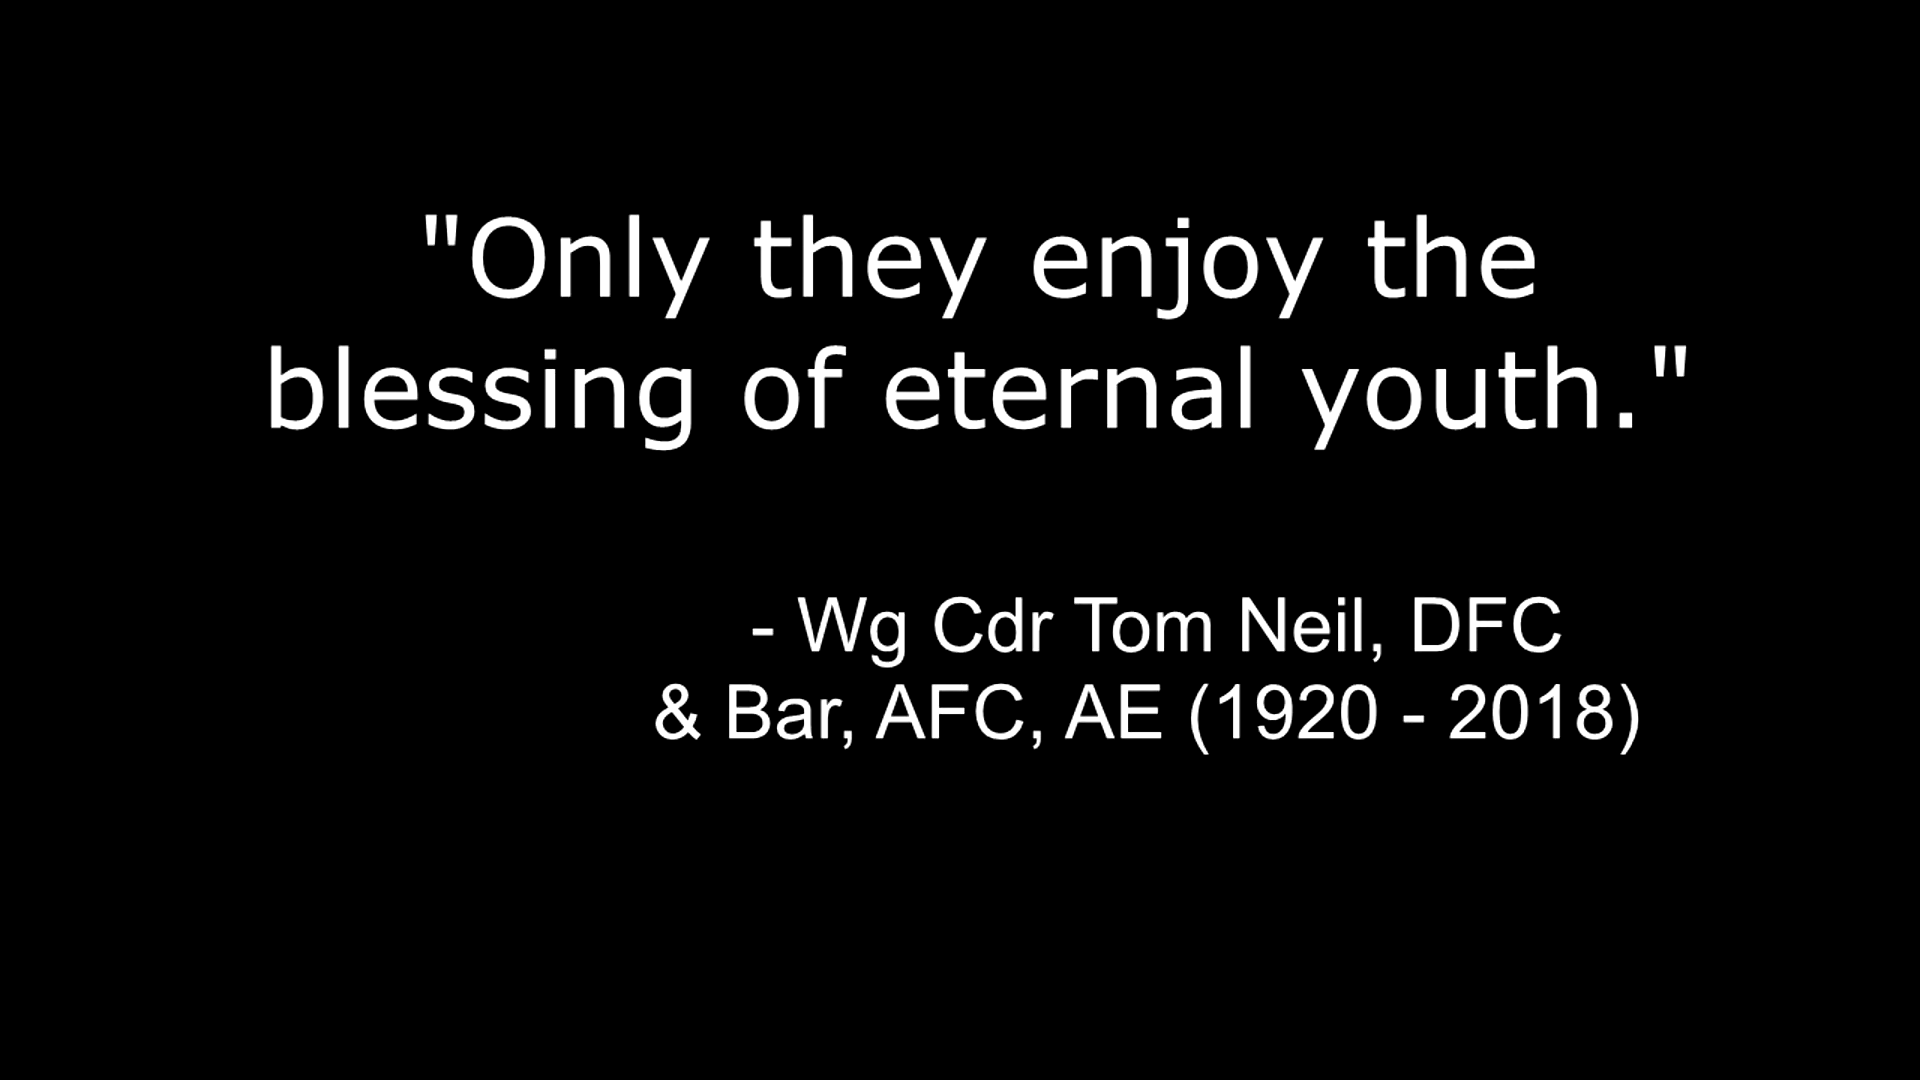 "Only they enjoy the
blessing of eternal youth."
- Wg Cdr Tom Neil, DFC
& Bar, AFC, AE (1920 - 2018)